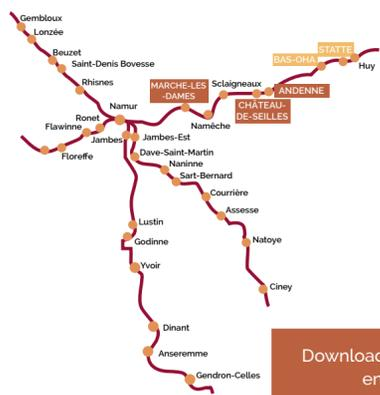 Gembloux
Lonzée
Beuzet
Saint-Denis Bovesse
Rhisnes
Namur
Ronet
Flawinne
Floreffe
Jambes
Jambes-Est
MARCHE-LES
-DAMES
Namêche
Sclaigneaux
CHÂTEAU-
DE-SEILLES
ANDENNE
BAS-OHA
STATTE
Huy
Dave-Saint-Martin
Naninne
Sart-Bernard
Courrière
Assesse
Natoye
Ciney
Lustin
Godinne
Yvoir
Dinant
Anseremme
Gendron-Celles
Download
en